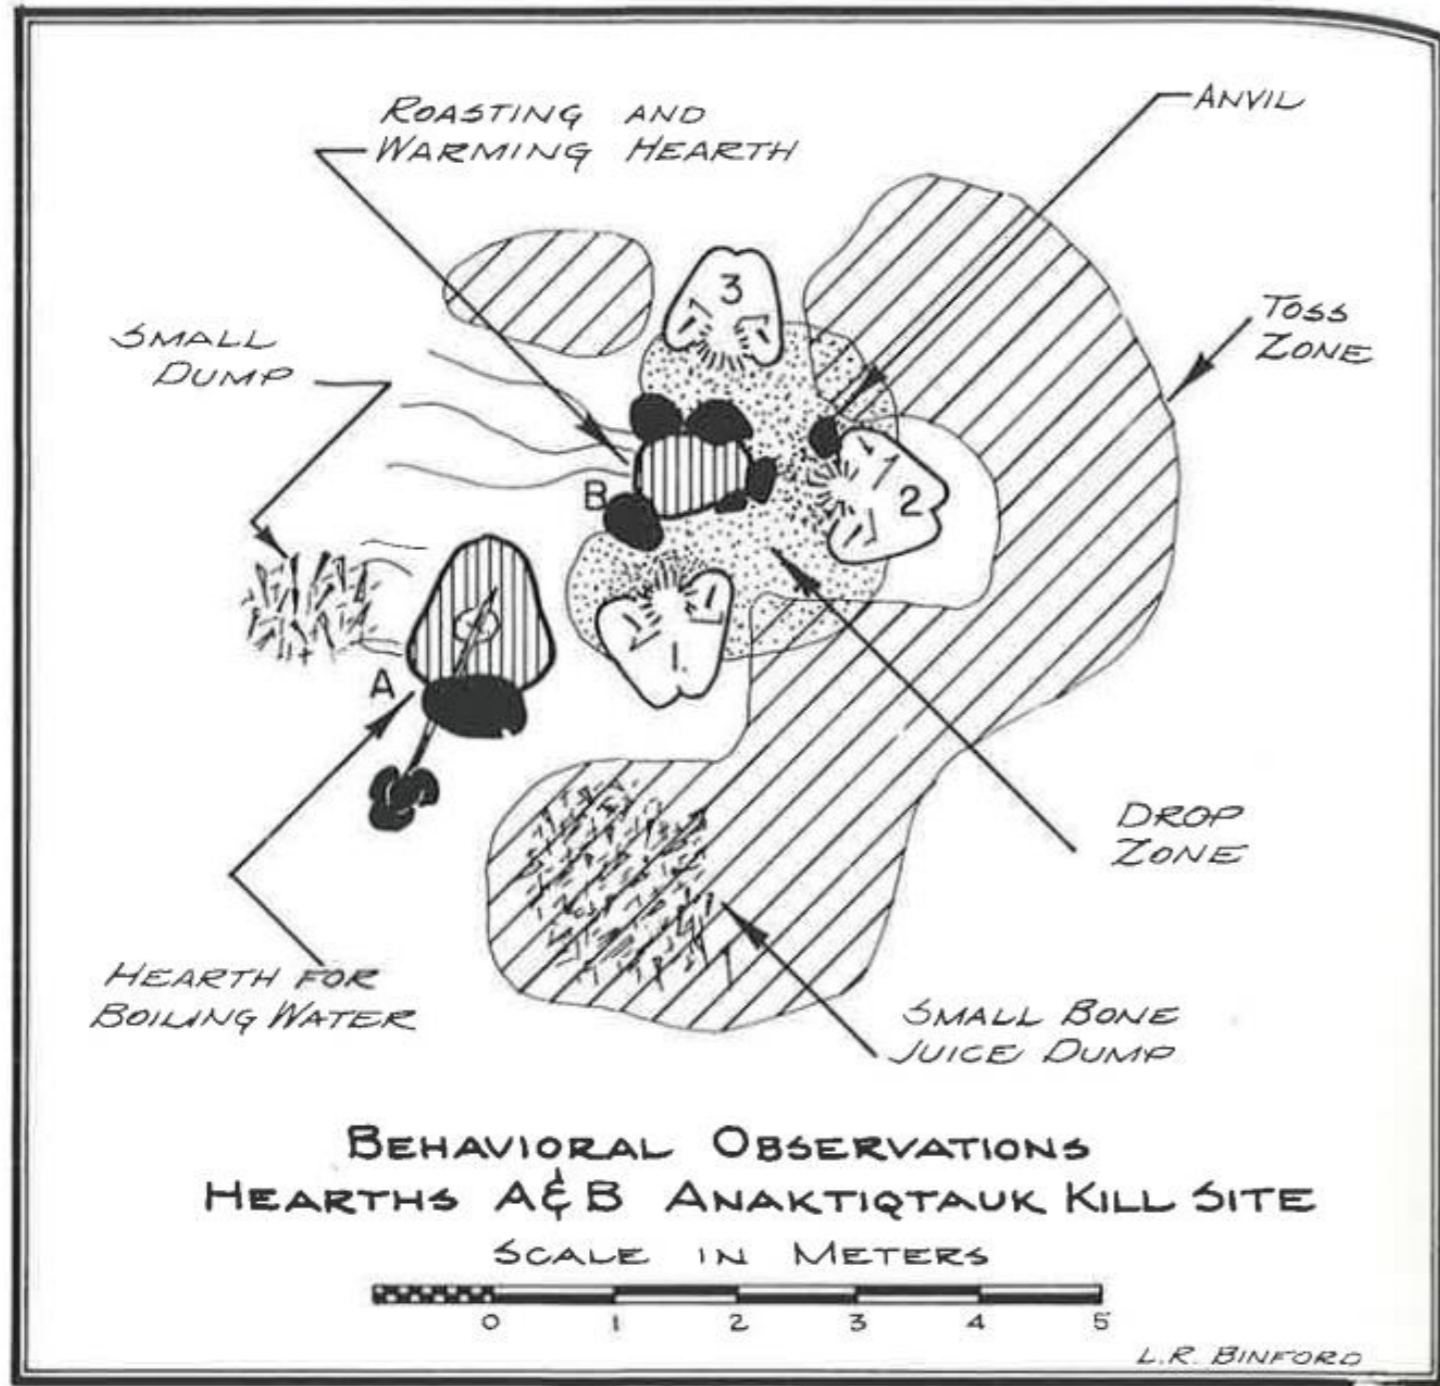 ROASTING AND
WARMING HEARTH
ANVIL
SMALL
DUMP
TOSS
ZONE
3
2
B
1.
A
DROP
ZONE
HEARTH FOR
BOILING WATER
SMALL BONE
JUICE DUMP
BEHAVIORAL OBSERVATIONS
HEARTHS A & B ANAKTIQTAUK KILL SITE
SCALE IN METERS
0 1 2 3 4 5
L.R. BINFORD